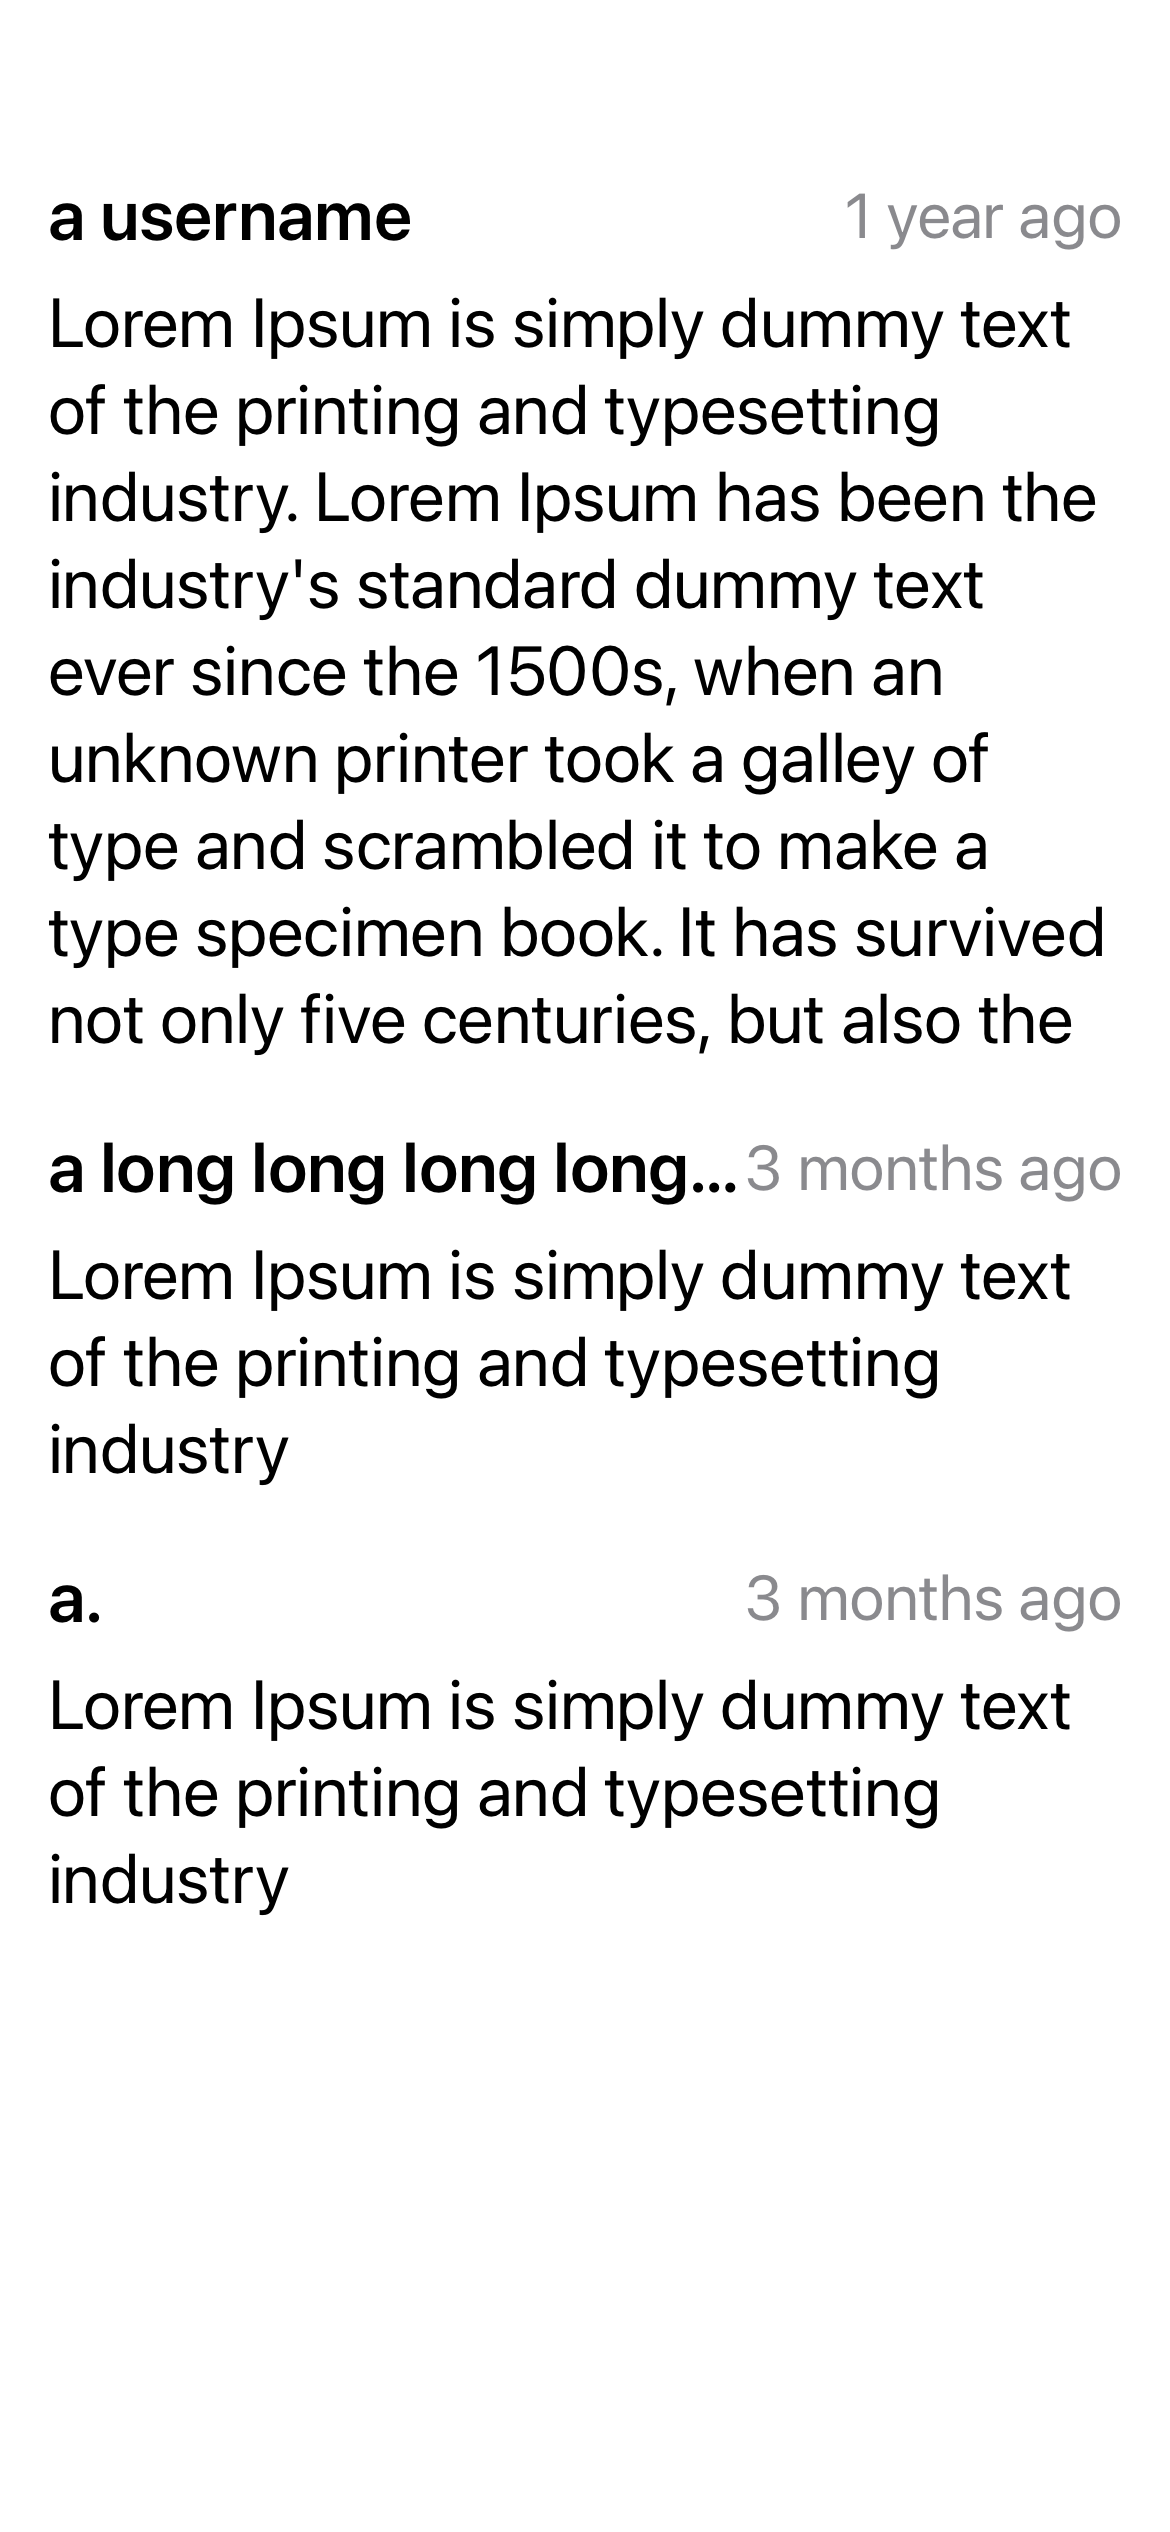 a username 1 year ago
Lorem Ipsum is simply dummy text
of the printing and typesetting
industry. Lorem Ipsum has been the
industry's standard dummy text
ever since the 1500s, when an
unknown printer took a galley of
type and scrambled it to make a
type specimen book. It has survived
not only five centuries, but also the
a long long long long... 3 months ago
Lorem Ipsum is simply dummy text
of the printing and typesetting
industry
a. 3 months ago
Lorem Ipsum is simply dummy text
of the printing and typesetting
industry